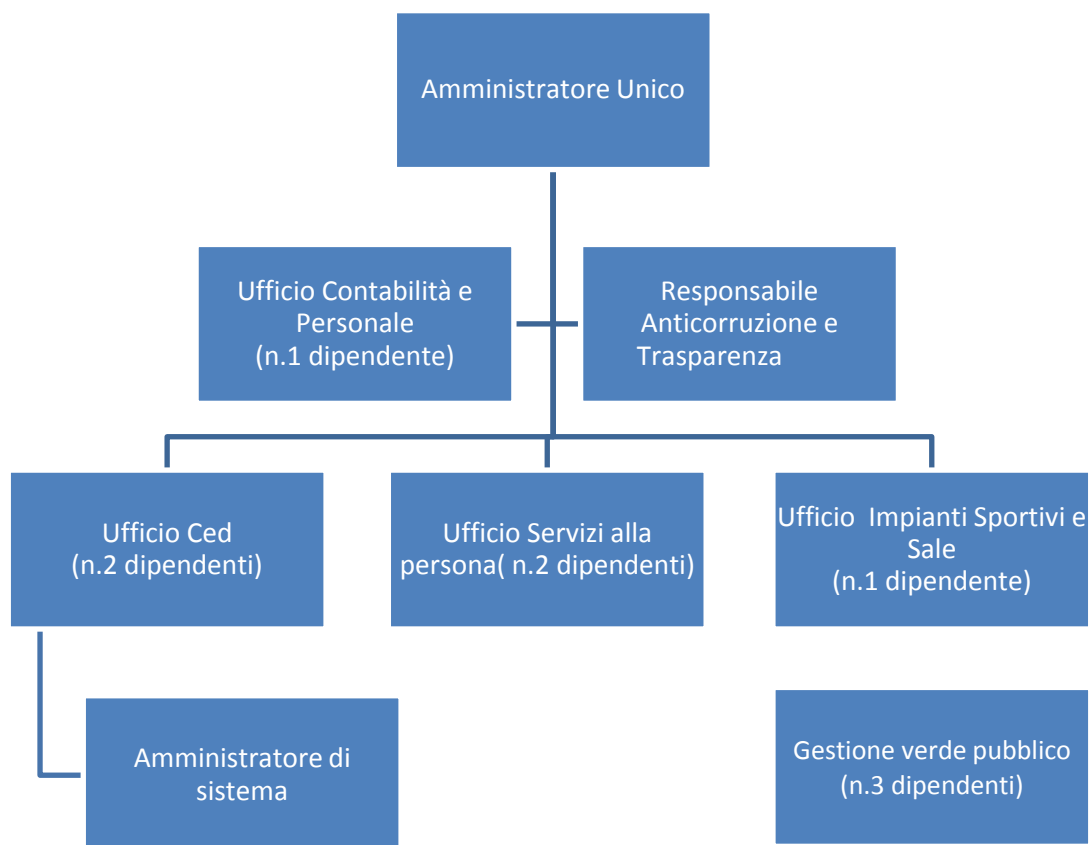 Amministratore Unico
Ufficio Contabilità e
Personale
(n.1 dipendente)
Responsabile
Anticorruzione e
Trasparenza
Ufficio Ced
(n.2 dipendenti)
Ufficio Servizi alla
persona( n.2 dipendenti)
Ufficio  Impianti Sportivi e
Sale
(n.1 dipendente)
Amministratore di
sistema
Gestione verde pubblico
(n.3 dipendenti)